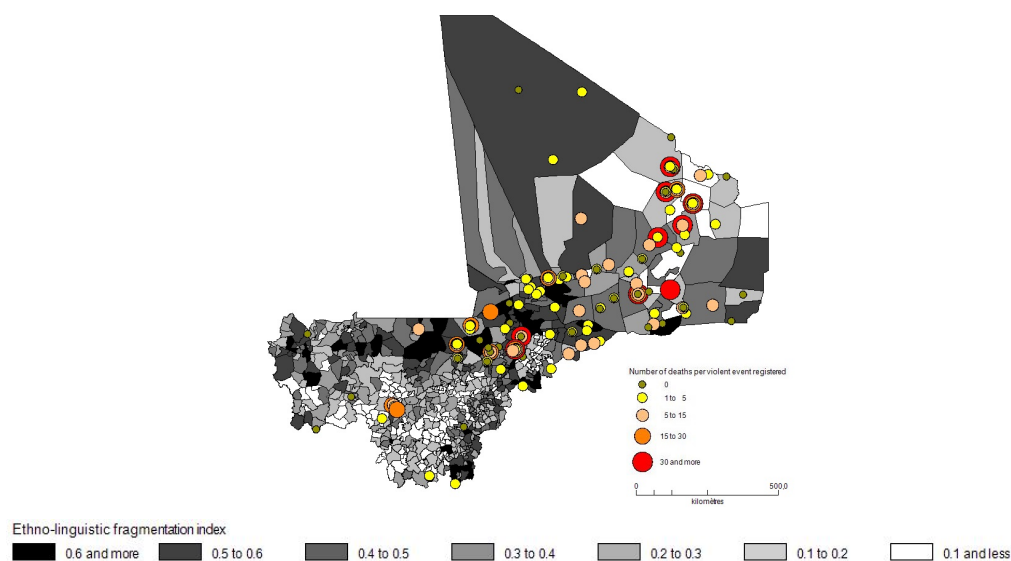 Number of deaths per violent event registered
0
1 to 5
5 to 15
15 to 30
30 and more
0 500,0
kilomètres
Ethno-linguistic fragmentation index
0.6 and more 0.5 to 0.6 0.4 to 0.5 0.3 to 0.4 0.2 to 0.3 0.1 to 0.2 0.1 and less